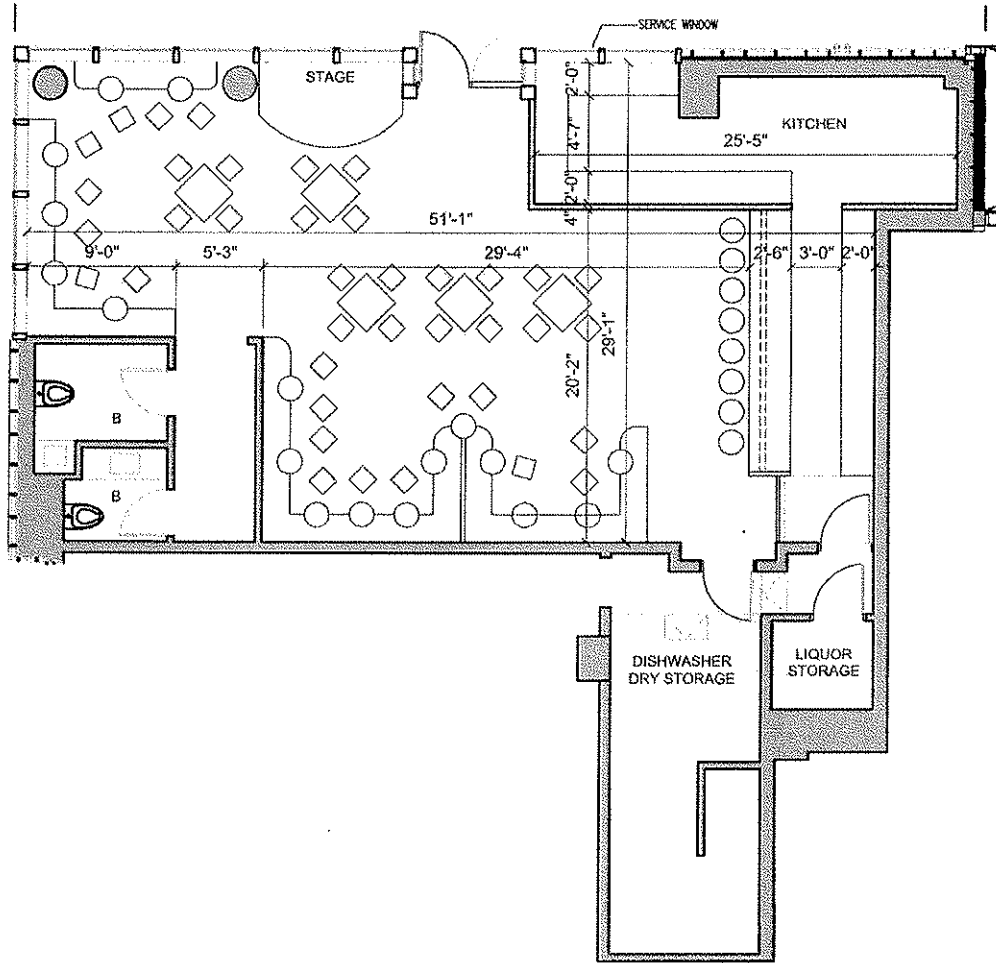 SERVICE WINDOW
STAGE
2'-0"
KITCHEN
4'-7"
25'-5"
2'-0"
4"
51'-1"
9'-0"
5'-3"
29'-4"
2'-6"
3'-0"
2'-0"
29'-1"
20'-2"
B
B
DISHWASHER
DRY STORAGE
LIQUOR
STORAGE